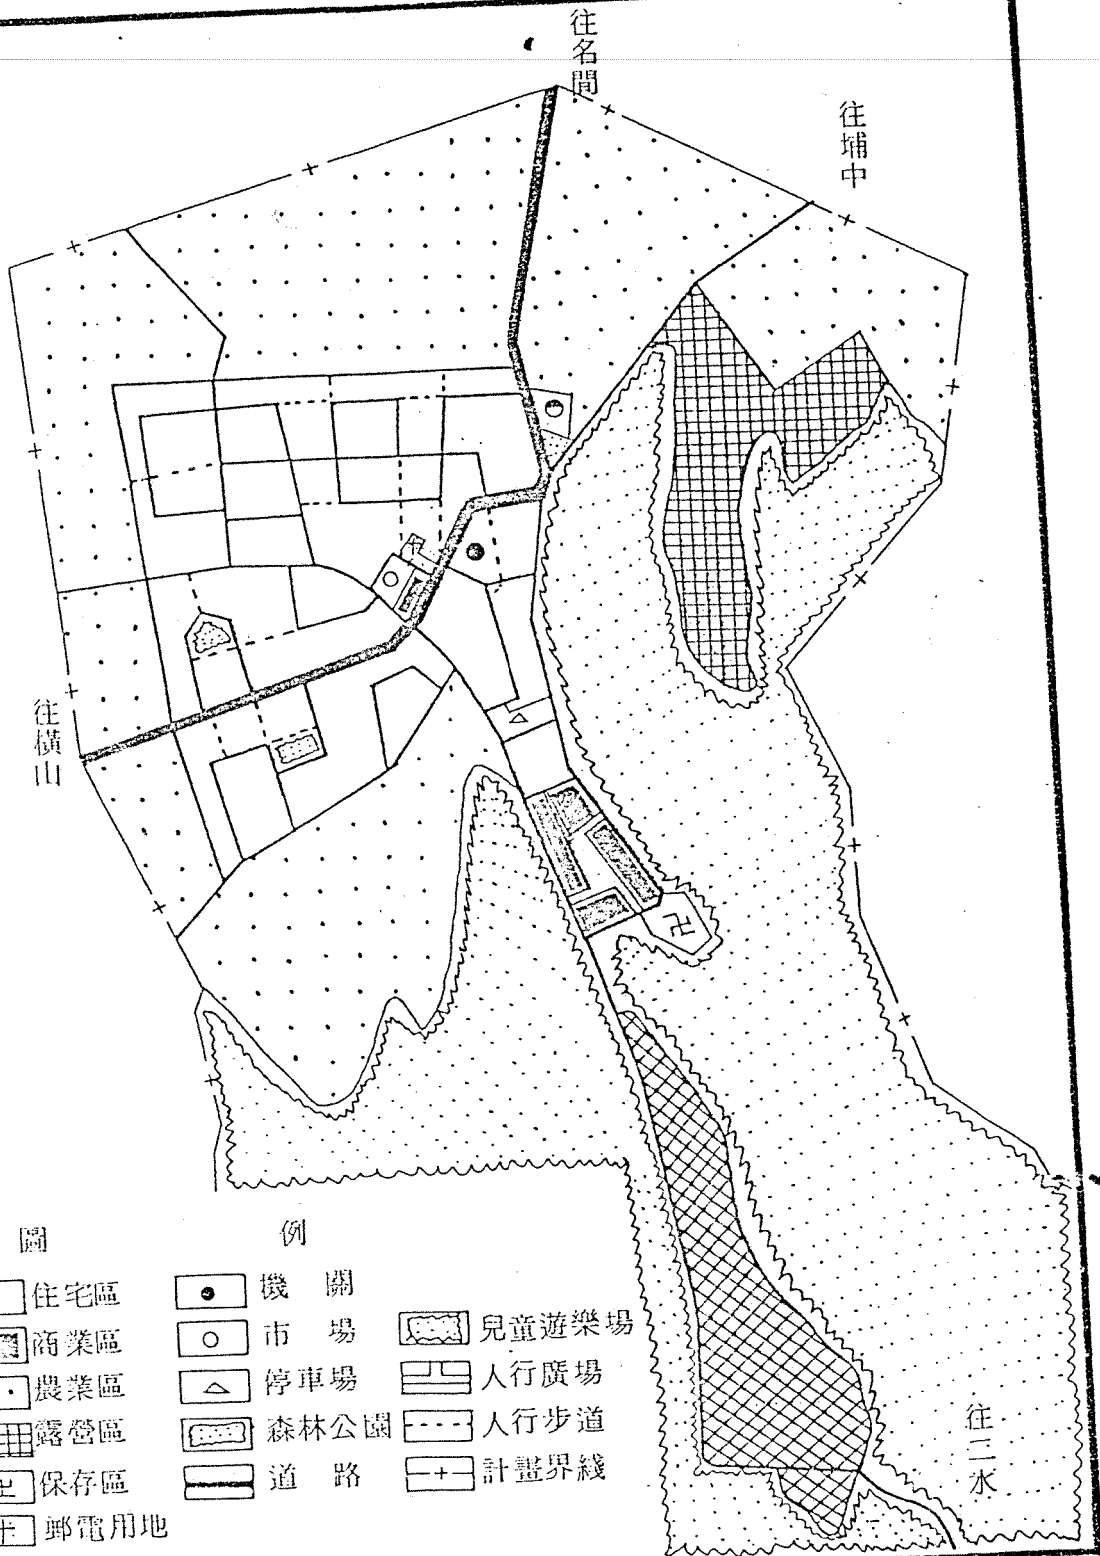 往名間
往埔中
往橫山
往二水
圖例
住宅區
商業區
農業區
露營區
保存區
郵電用地
機關
市場
停車場
森林公園
道路
兒童遊樂場
人行廣場
人行步道
計畫界綫